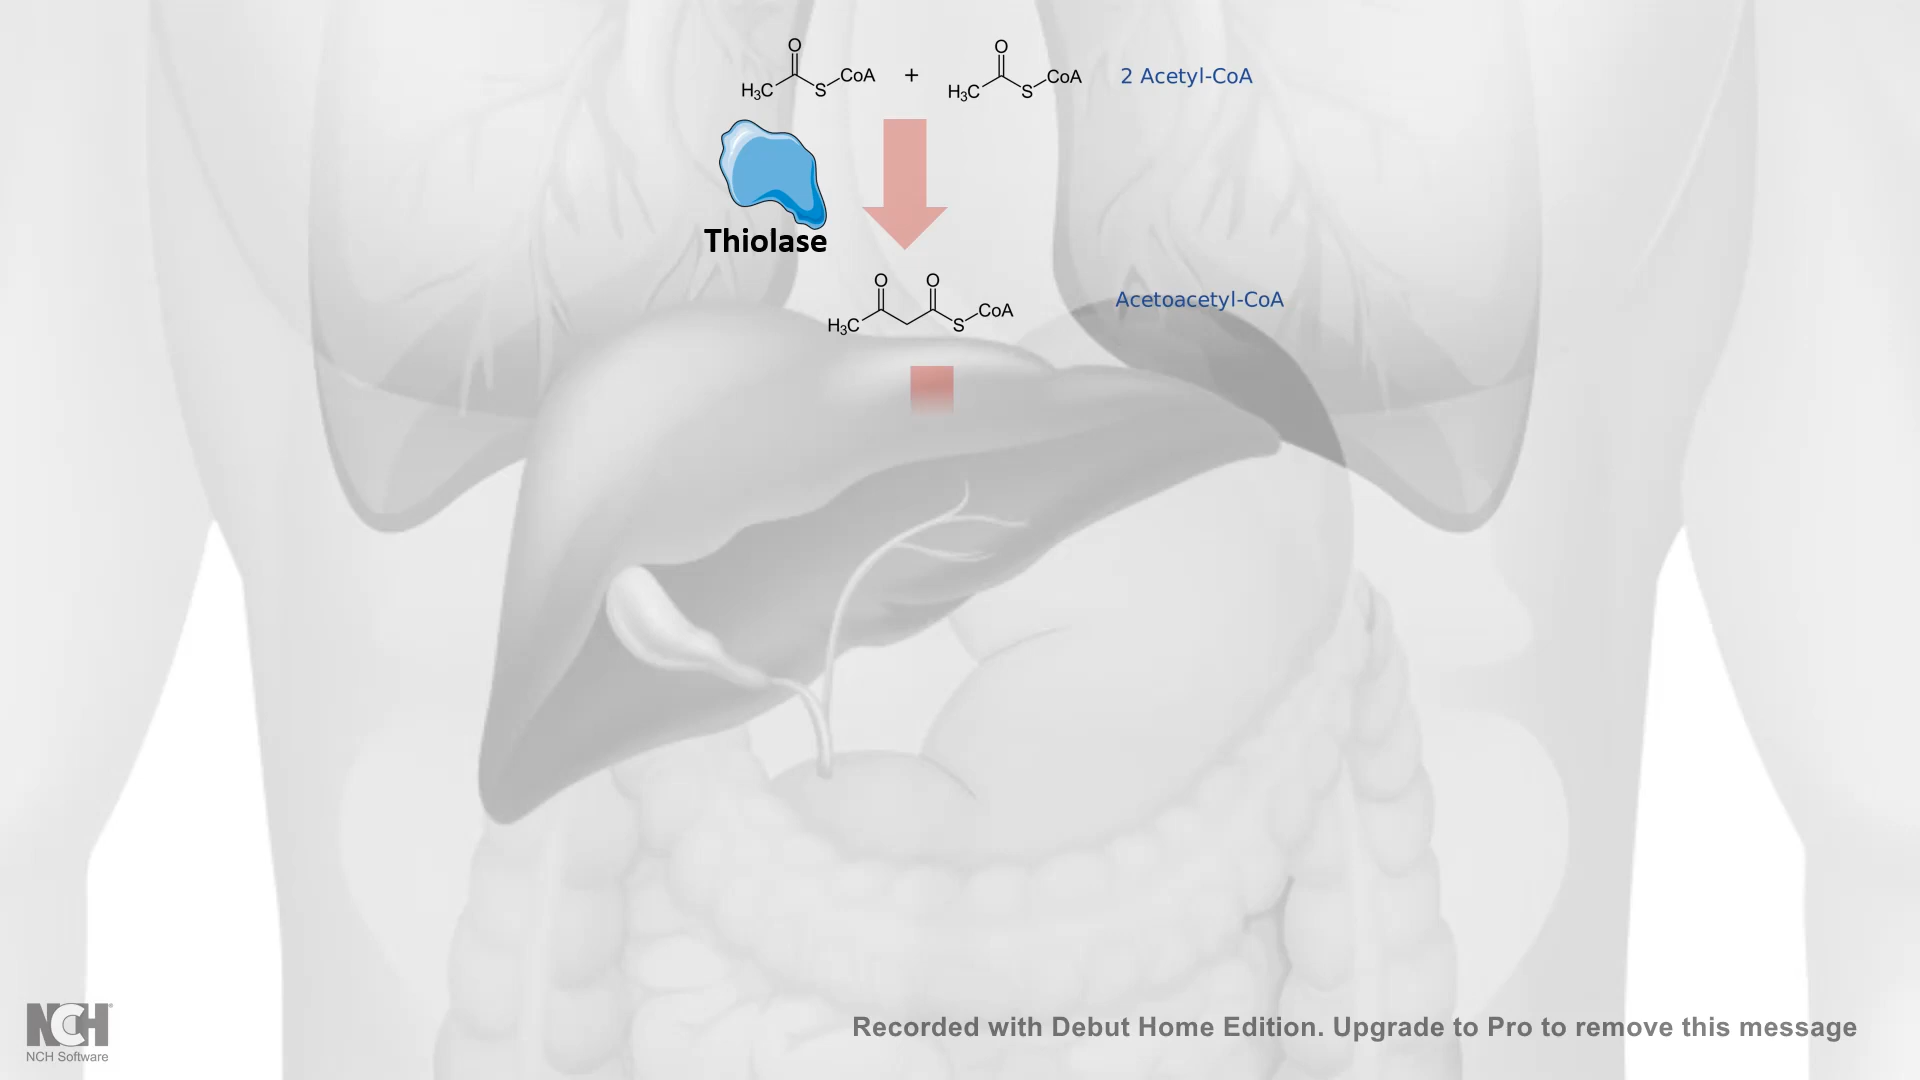 O
H₃C S CoA + O H₃C S CoA 2 Acetyl-CoA
Thiolase
O O
H₃C S CoA Acetoacetyl-CoA
NCH®
NCH Software
Recorded with Debut Home Edition. Upgrade to Pro to remove this message